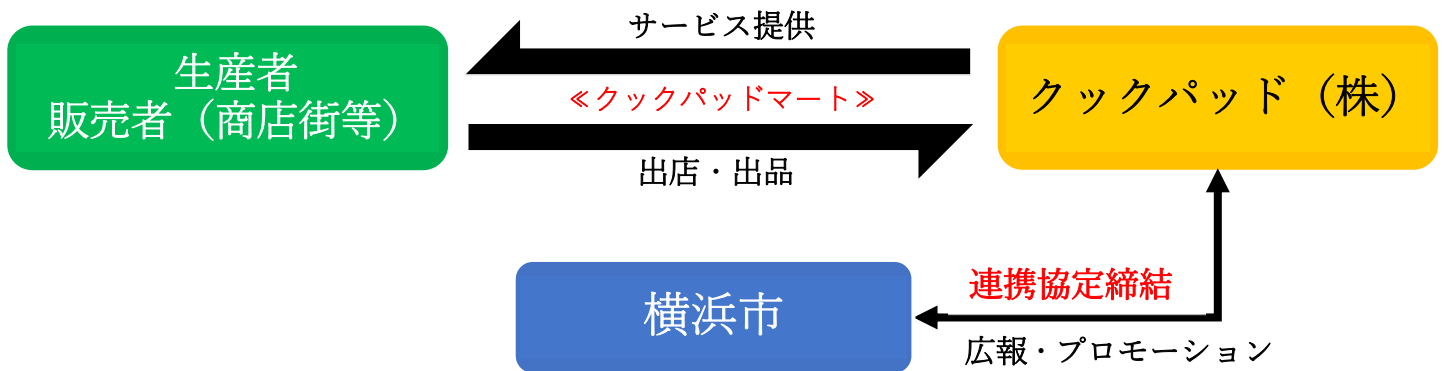 サービス提供
生産者
販売者（商店街等）
≪クックパッドマート≫
クックパッド（株）
出店・出品
横浜市
連携協定締結
広報・プロモーション